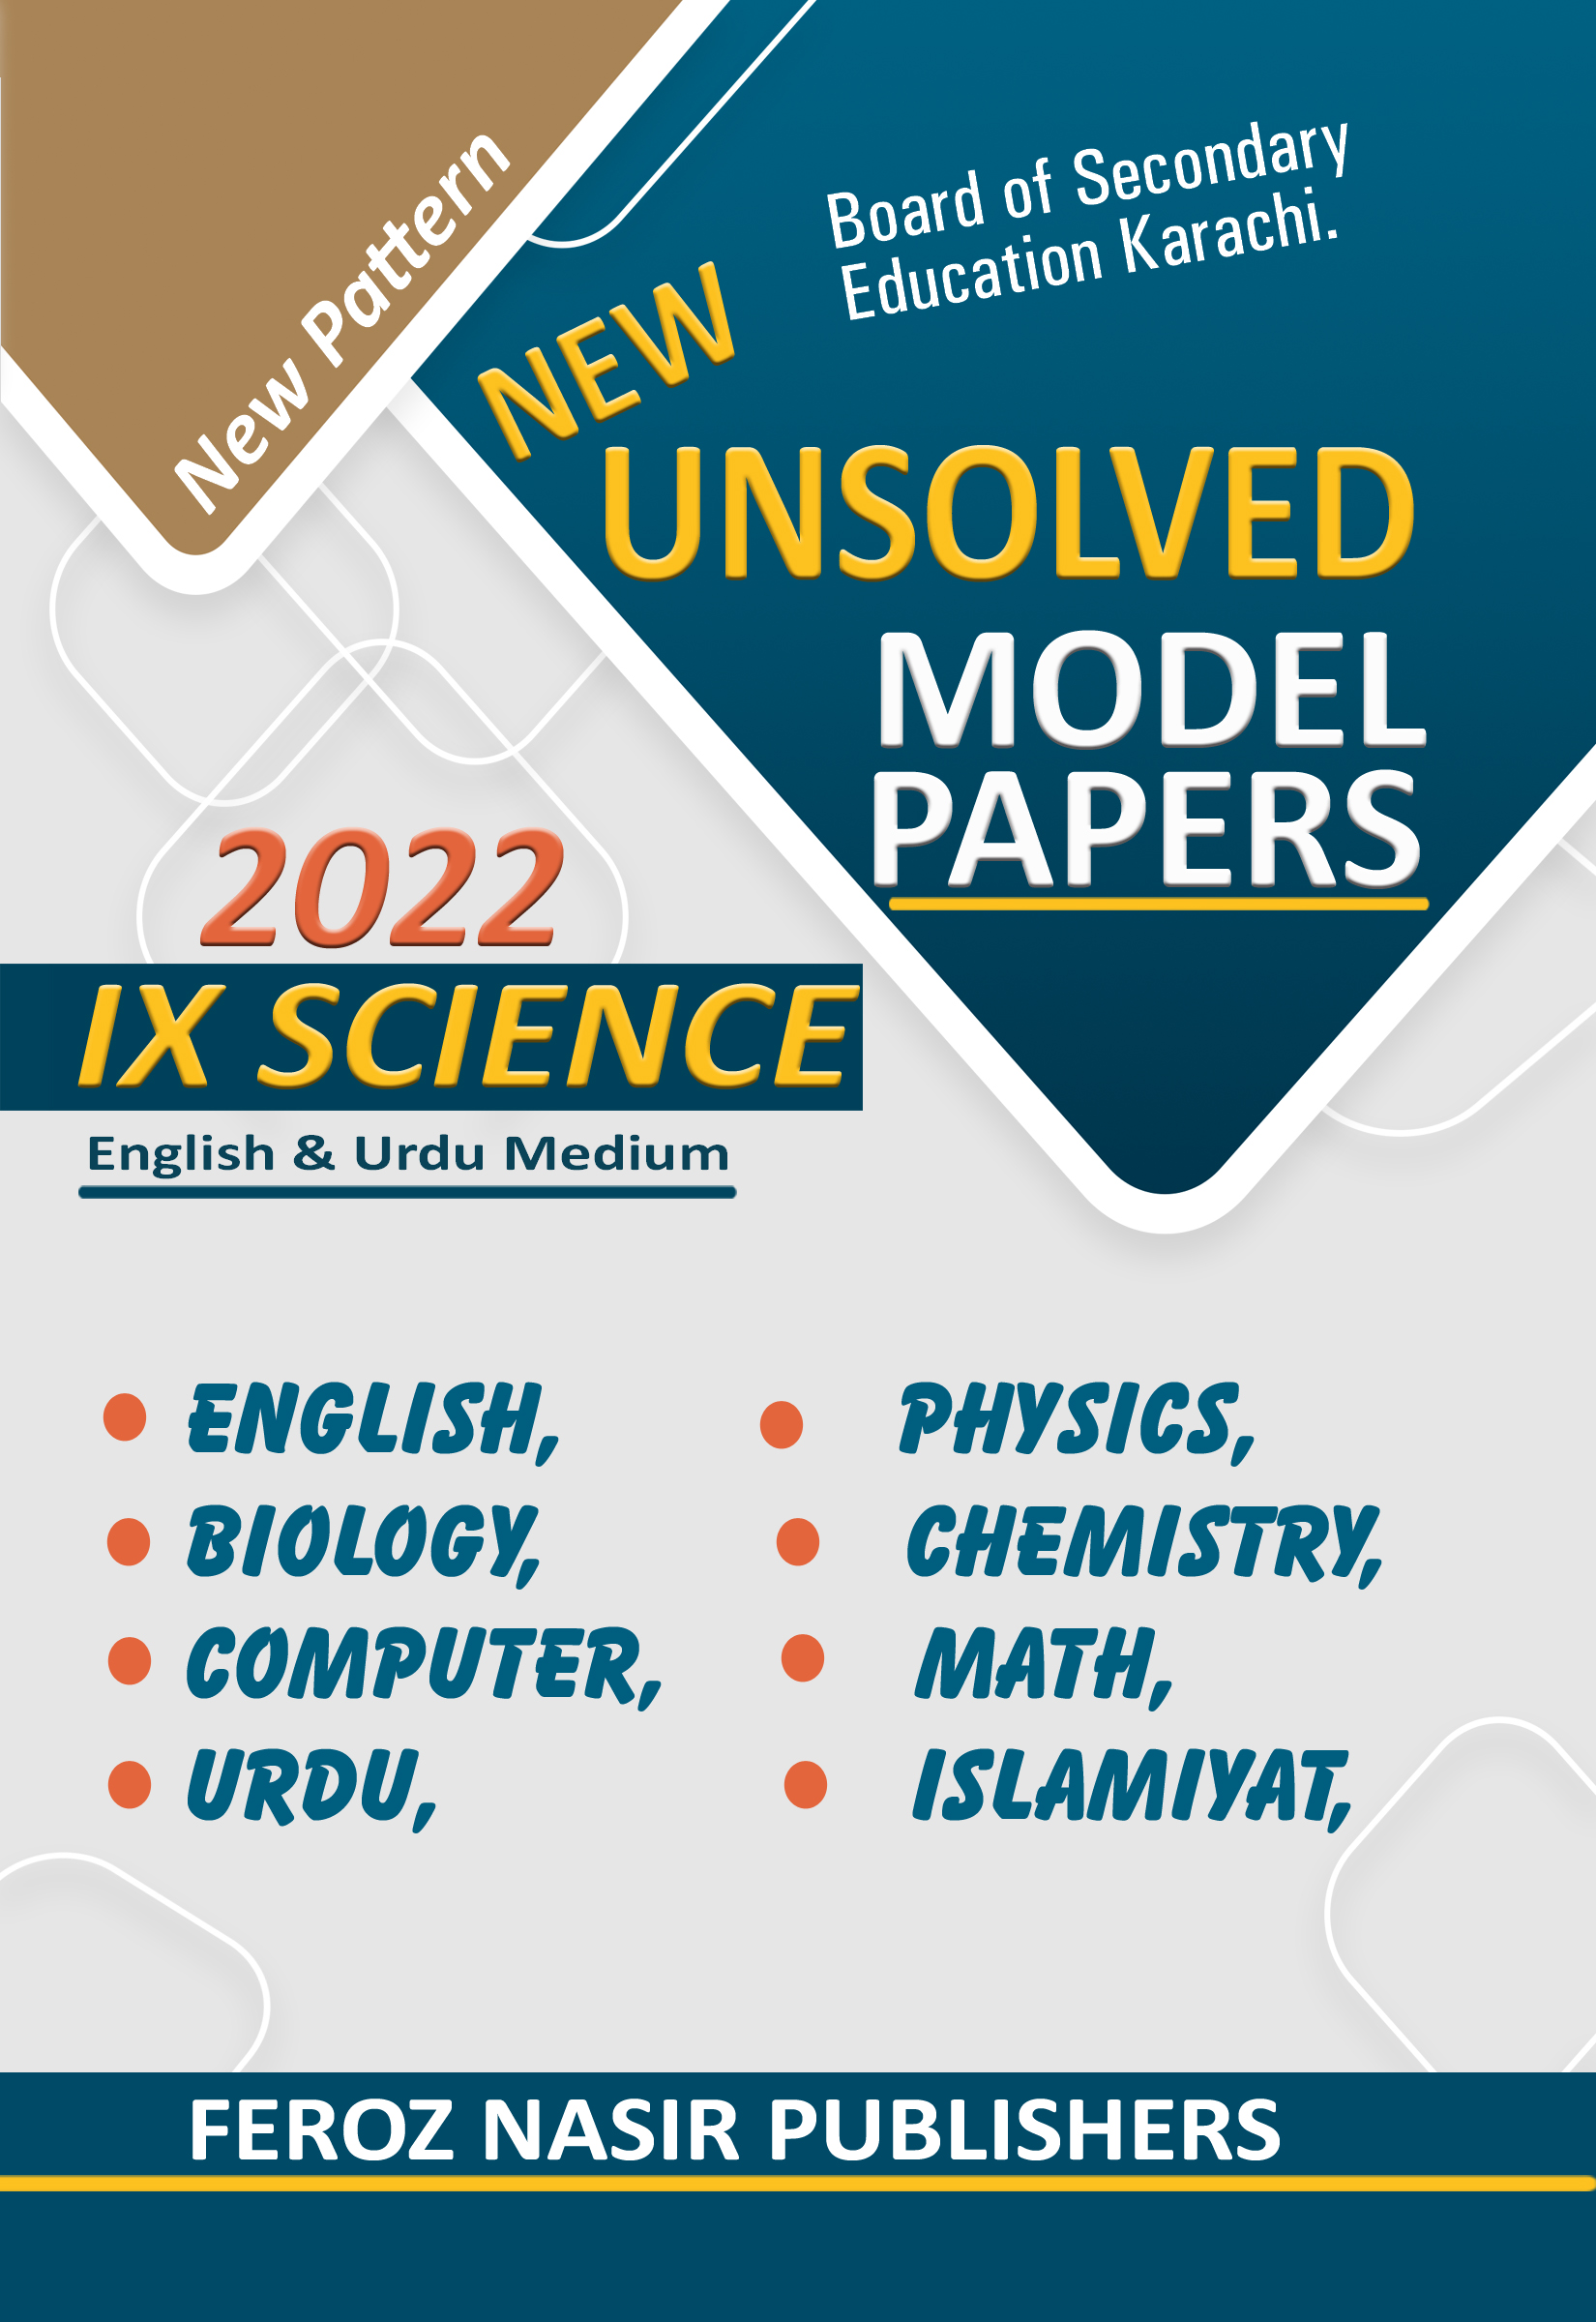 New Pattern
Board of Secondary
Education Karachi.
NEW
UNSOLVED
MODEL
PAPERS
2022
IX SCIENCE
English & Urdu Medium
ENGLISH,
BIOLOGY,
COMPUTER,
URDU,
PHYSICS,
CHEMISTRY,
MATH,
ISLAMIYAT,
FEROZ NASIR PUBLISHERS